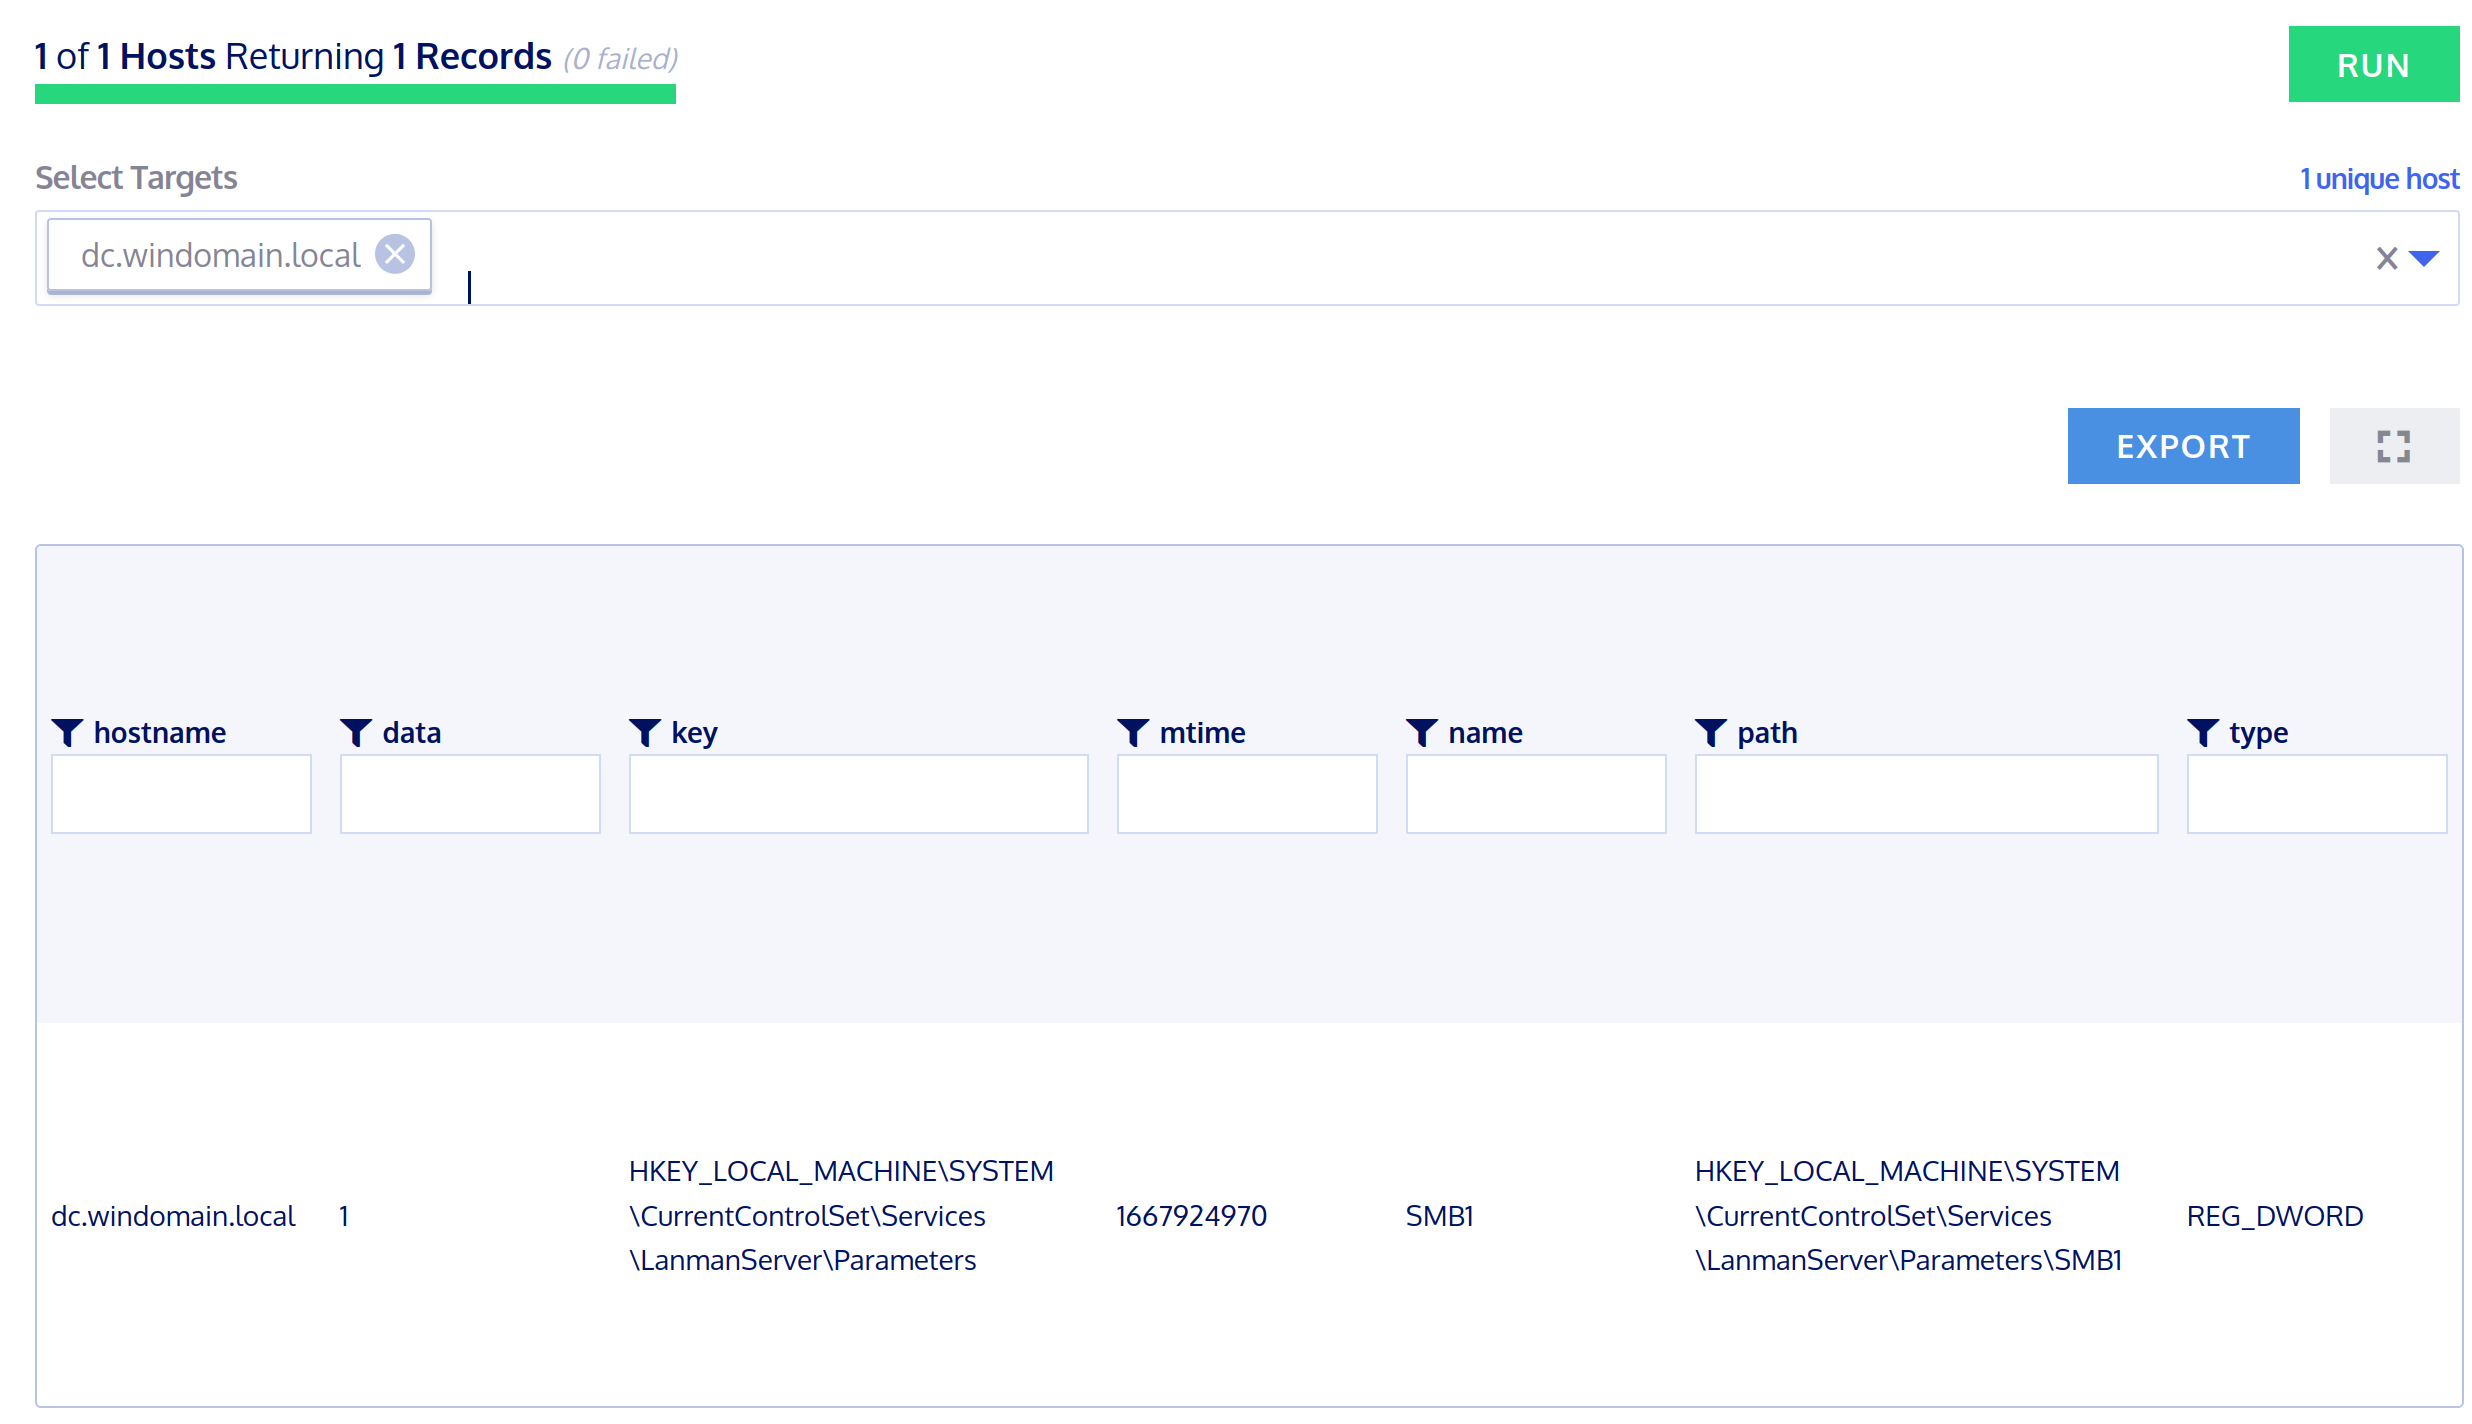 1 of 1 Hosts Returning 1 Records (0 failed)
RUN
Select Targets
1 unique host
dc.windomain.local
EXPORT
hostname data key mtime name path type
HKEY_LOCAL_MACHINE\SYSTEM HKEY_LOCAL_MACHINE\SYSTEM
dc.windomain.local 1 \CurrentControlSet\Services 1667924970 SMB1 \CurrentControlSet\Services REG_DWORD
\LanmanServer\Parameters \LanmanServer\Parameters\SMB1